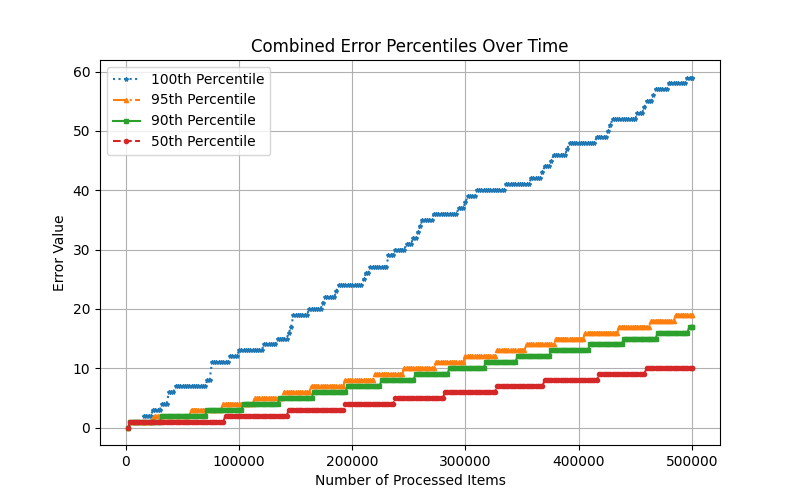 Combined Error Percentiles Over Time
100th Percentile
95th Percentile
90th Percentile
50th Percentile
Error Value
60
50
40
30
20
10
0
0 100000 200000 300000 400000 500000
Number of Processed Items